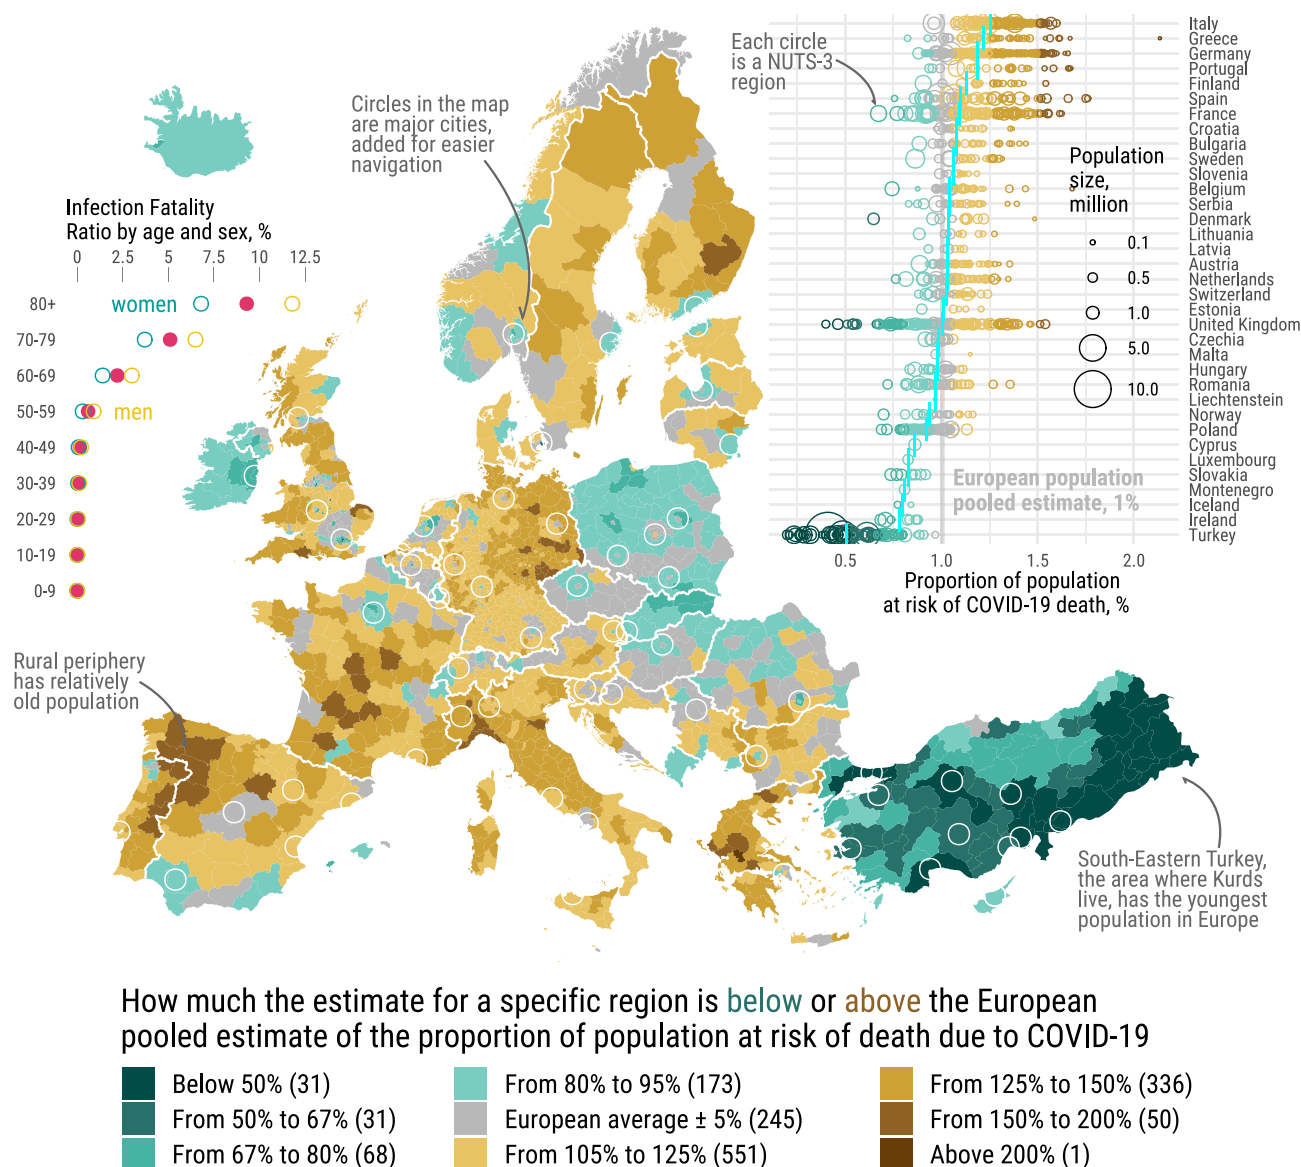 Each circle
is a NUTS-3
region
Circles in the map
are major cities,
added for easier
navigation
Infection Fatality
Ratio by age and sex, %
0 2.5 5 7.5 10 12.5
80+
women
70-79
60-69
50-59
men
40-49
30-39
20-29
10-19
0-9
Italy
Greece
Germany
Portugal
Finland
Spain
France
Croatia
Bulgaria
Sweden
Slovenia
Belgium
Serbia
Denmark
Lithuania
Latvia
Austria
Netherlands
Switzerland
Estonia
United Kingdom
Czechia
Malta
Hungary
Romania
Liechtenstein
Norway
Poland
Cyprus
Luxembourg
Slovakia
Montenegro
Iceland
Ireland
Turkey
Population
size,
million
0.1
0.5
1.0
5.0
10.0
European population
pooled estimate, 1%
0.5 1.0 1.5 2.0
Proportion of population
at risk of COVID-19 death, %
Rural periphery
has relatively
old population
South-Eastern Turkey,
the area where Kurds
live, has the youngest
population in Europe
How much the estimate for a specific region is below or above the European
pooled estimate of the proportion of population at risk of death due to COVID-19
Below 50% (31)
From 50% to 67% (31)
From 67% to 80% (68)
From 80% to 95% (173)
European average ± 5% (245)
From 105% to 125% (551)
From 125% to 150% (336)
From 150% to 200% (50)
Above 200% (1)